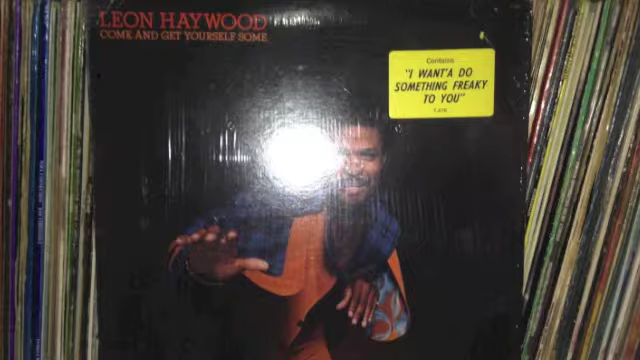 LEON HAYWOOD
COME AND GET YOURSELF SOME
Contains
"I WANT'A DO
SOMETHING FREAKY
TO YOU"